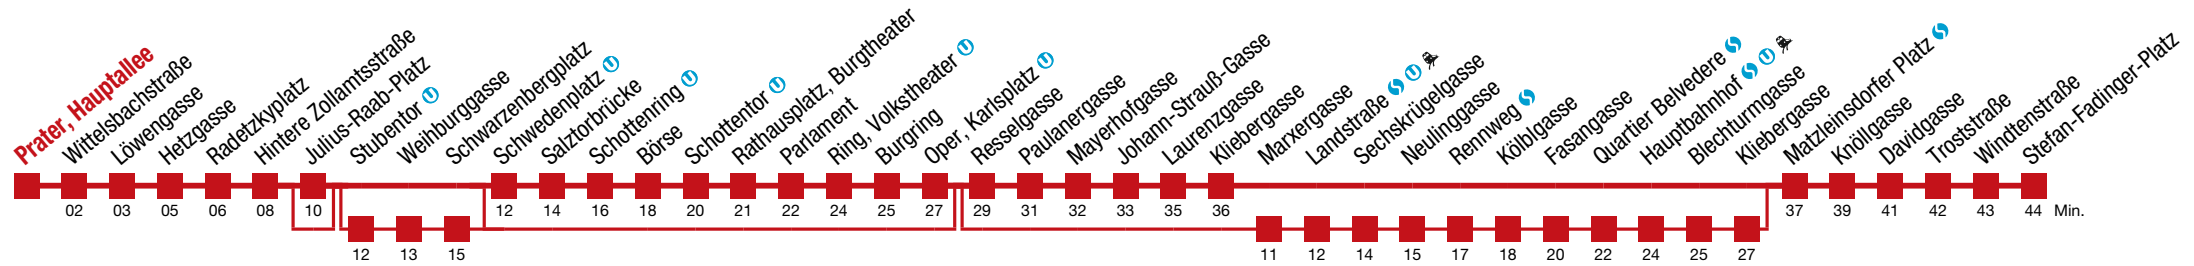 Prater, Hauptallee
Wittelsbachstraße
Löwengasse
Hetzgasse
Radetzkyplatz
Hintere Zollamtsstraße
Julius-Raab-Platz
Stubentor U
Weihburggasse
Schwarzenbergplatz
Schwedenplatz U
Salztorbrücke
Schottenring U
Börse
Schottentor U
Rathausplatz, Burgtheater
Parlament
Ring, Volkstheater U
Burgring
Oper, Karlsplatz U
Resselgasse
Paulanergasse
Mayerhofgasse
Johann-Strauß-Gasse
Laurenzgasse
Kliebergasse
Marxergasse
Landstraße S U
Sechskrügelgasse
Neulinggasse
Rennweg S
Kölblgasse
Fasangasse
Quartier Belvedere S
Hauptbahnhof S U
Blechturmgasse
Kliebergasse
Matzleinsdorfer Platz S
Knöllgasse
Davidgasse
Troststraße
Windtenstraße
Stefan-Fadinger-Platz
02 03 05 06 08 10 12 14 16 18 20 21 22 24 25 27 29 31 32 33 35 36 37 39 41 42 43 44 Min.
12 13 15 11 12 14 15 17 18 20 22 24 25 27